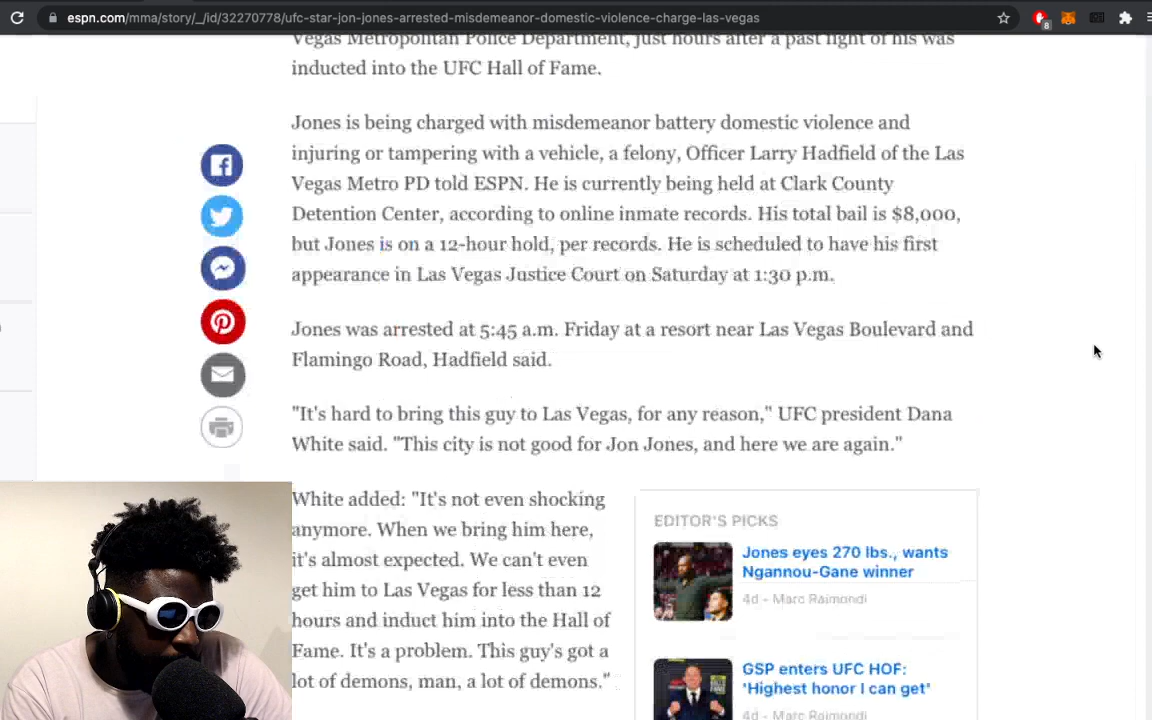 espn.com/mma/story/_/id/32270778/ufc-star-jon-jones-arrested-misdemeanor-domestic-violence-charge-las-vegas
8
Vegas Metropolitan Police Department, just hours after a past fight of his was
inducted into the UFC Hall of Fame.
Jones is being charged with misdemeanor battery domestic violence and
injuring or tampering with a vehicle, a felony, Officer Larry Hadfield of the Las
Vegas Metro PD told ESPN. He is currently being held at Clark County
Detention Center, according to online inmate records. His total bail is $8,000,
but Jones is on a 12-hour hold, per records. He is scheduled to have his first
appearance in Las Vegas Justice Court on Saturday at 1:30 p.m.
Jones was arrested at 5:45 a.m. Friday at a resort near Las Vegas Boulevard and
Flamingo Road, Hadfield said.
"It's hard to bring this guy to Las Vegas, for any reason," UFC president Dana
White said. "This city is not good for Jon Jones, and here we are again."
White added: "It's not even shocking
anymore. When we bring him here,
it's almost expected. We can't even
get him to Las Vegas for less than 12
hours and induct him into the Hall of
Fame. It's a problem. This guy's got a
lot of demons, man, a lot of demons."
EDITOR'S PICKS
Jones eyes 270 lbs., wants
Ngannou-Gane winner
4d - Marc Raimondi
GSP enters UFC HOF:
'Highest honor I can get'
4d - Marc Raimondi